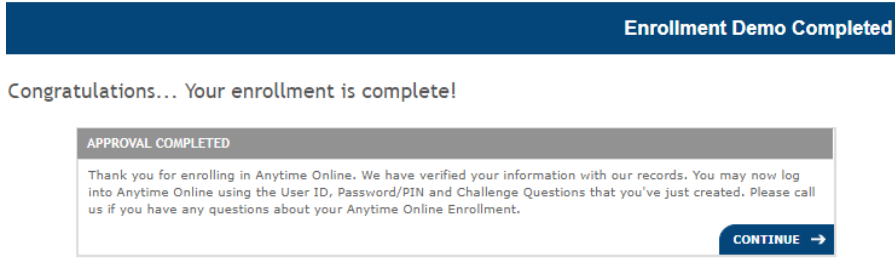 Enrollment Demo Completed
Congratulations... Your enrollment is complete!
APPROVAL COMPLETED
Thank you for enrolling in Anytime Online. We have verified your information with our records. You may now log
into Anytime Online using the User ID, Password/PIN and Challenge Questions that you've just created. Please call
us if you have any questions about your Anytime Online Enrollment.
CONTINUE →